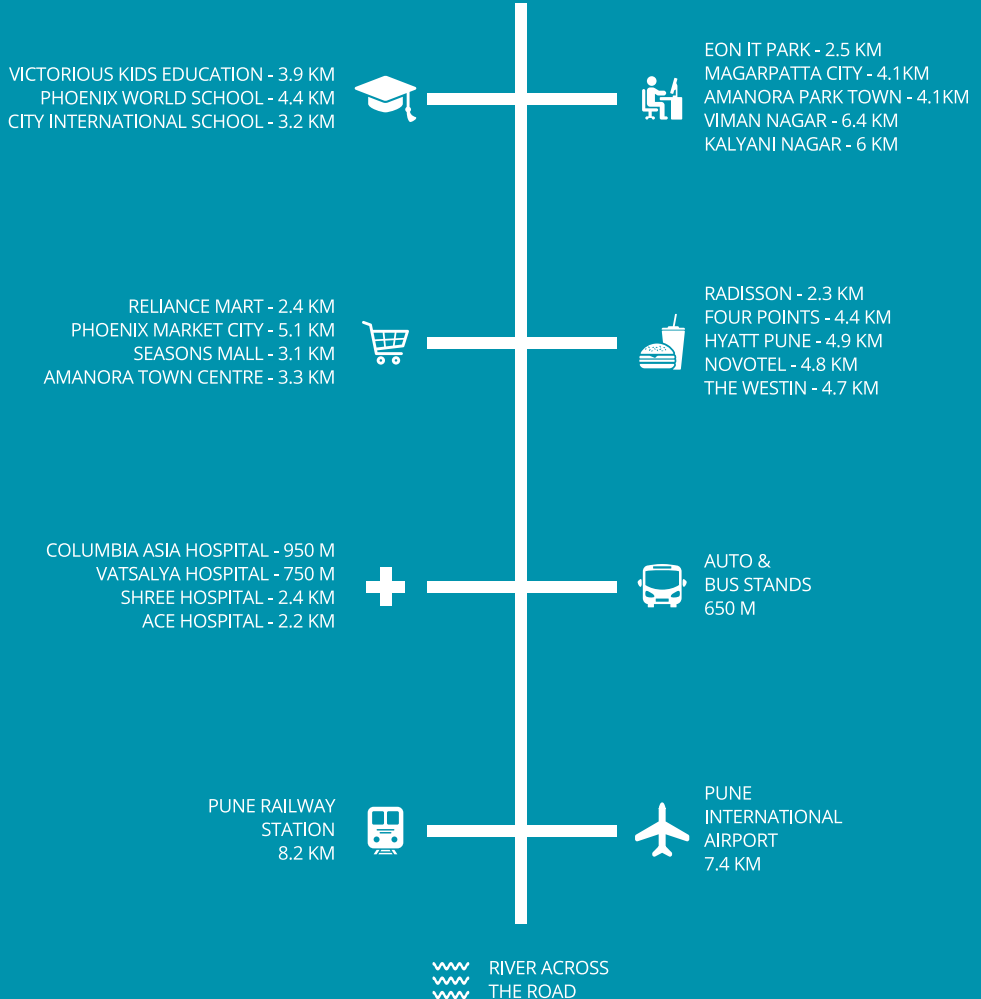 VICTORIOUS KIDS EDUCATION - 3.9 KM
PHOENIX WORLD SCHOOL - 4.4 KM
CITY INTERNATIONAL SCHOOL - 3.2 KM
EON IT PARK - 2.5 KM
MAGARPATTA CITY - 4.1KM
AMANORA PARK TOWN - 4.1KM
VIMAN NAGAR - 6.4 KM
KALYANI NAGAR - 6 KM
RELIANCE MART - 2.4 KM
PHOENIX MARKET CITY - 5.1 KM
SEASONS MALL - 3.1 KM
AMANORA TOWN CENTRE - 3.3 KM
RADISSON - 2.3 KM
FOUR POINTS - 4.4 KM
HYATT PUNE - 4.9 KM
NOVOTEL - 4.8 KM
THE WESTIN - 4.7 KM
COLUMBIA ASIA HOSPITAL - 950 M
VATSALYA HOSPITAL - 750 M
SHREE HOSPITAL - 2.4 KM
ACE HOSPITAL - 2.2 KM
AUTO &
BUS STANDS
650 M
PUNE RAILWAY
STATION
8.2 KM
PUNE
INTERNATIONAL
AIRPORT
7.4 KM
RIVER ACROSS
THE ROAD